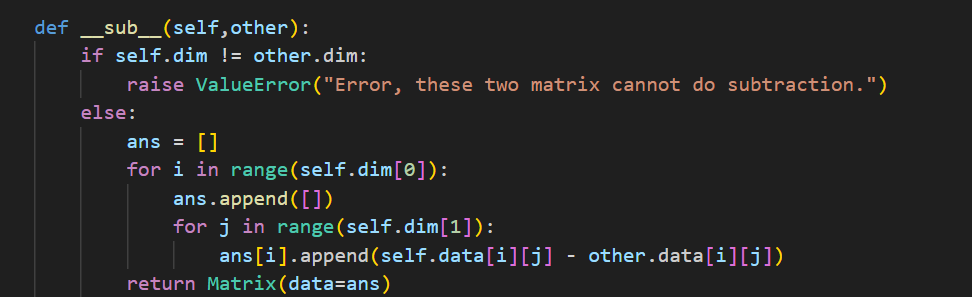 def __sub__(self,other):
    if self.dim != other.dim:
        raise ValueError("Error, these two matrix cannot do subtraction.")
    else:
        ans = []
        for i in range(self.dim[0]):
            ans.append([])
            for j in range(self.dim[1]):
                ans[i].append(self.data[i][j] - other.data[i][j])
        return Matrix(data=ans)